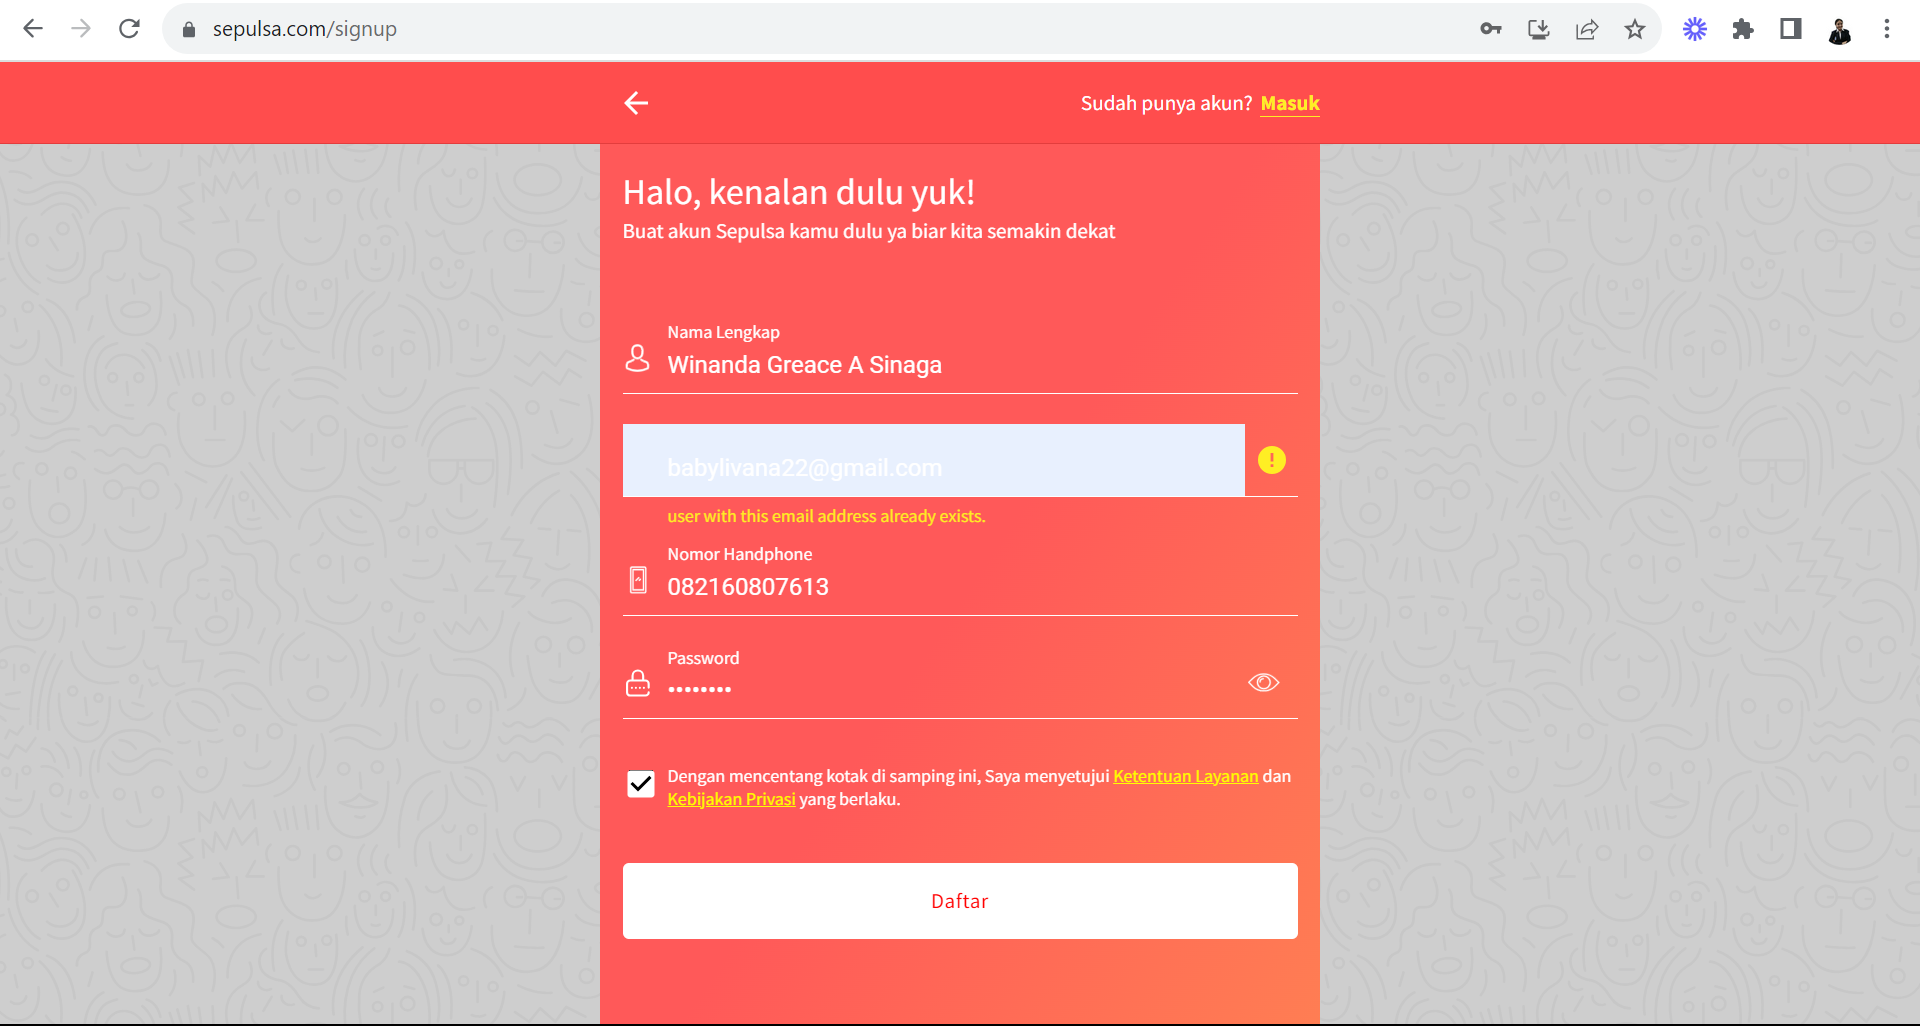 sepulsa.com/signup
Sudah punya akun? Masuk
Halo, kenalan dulu yuk!
Buat akun Sepulsa kamu dulu ya biar kita semakin dekat
Nama Lengkap
Winanda Greace A Sinaga
babylivana22@gmail.com
user with this email address already exists.
Nomor Handphone
082160807613
Password
••••••••
Dengan mencentang kotak di samping ini, Saya menyetujui Ketentuan Layanan dan
Kebijakan Privasi yang berlaku.
Daftar